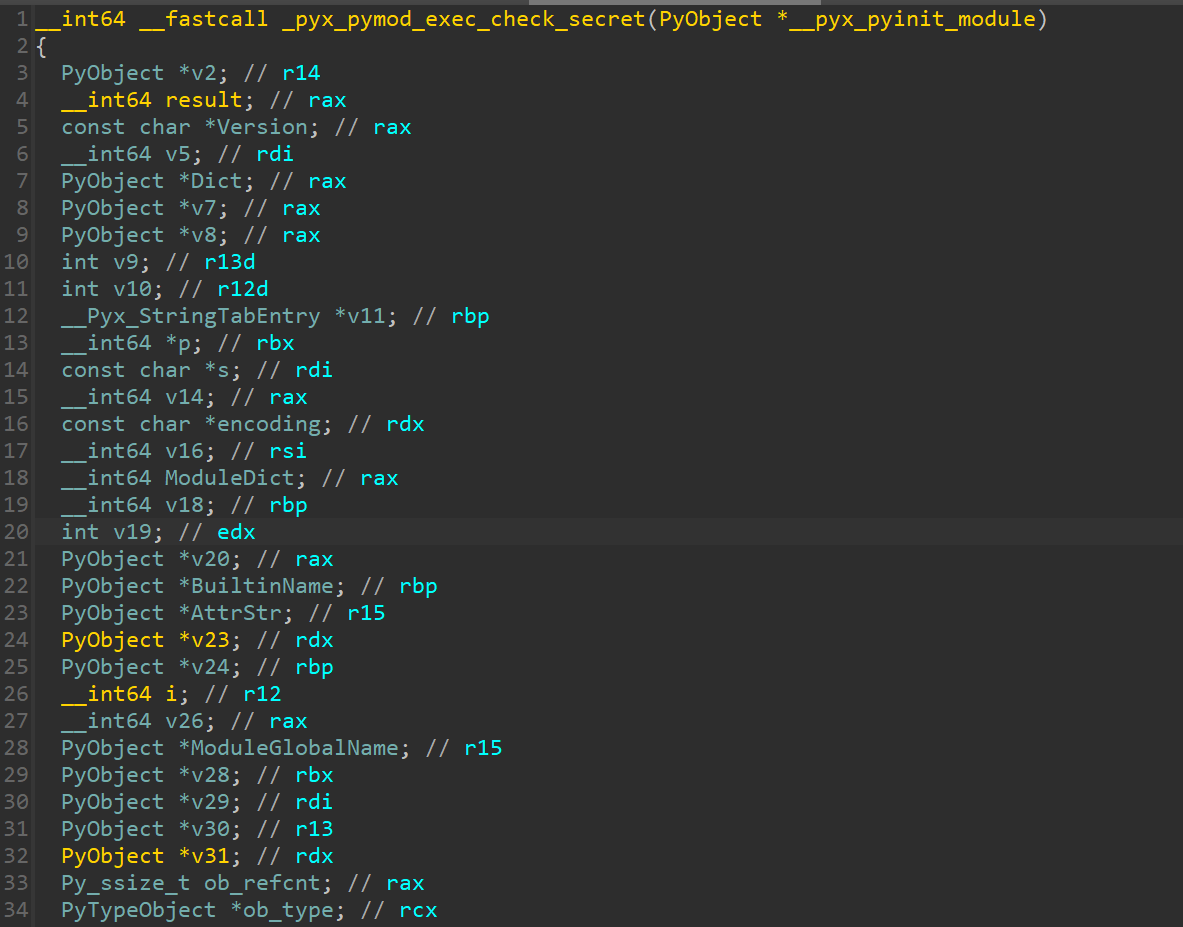 1 __int64 __fastcall _pyx_pymod_exec_check_secret(PyObject *__pyx_pyinit_module)
2 {
3 PyObject *v2; // r14
4 __int64 result; // rax
5 const char *Version; // rax
6 __int64 v5; // rdi
7 PyObject *Dict; // rax
8 PyObject *v7; // rax
9 PyObject *v8; // rax
10 int v9; // r13d
11 int v10; // r12d
12 __Pyx_StringTabEntry *v11; // rbp
13 __int64 *p; // rbx
14 const char *s; // rdi
15 __int64 v14; // rax
16 const char *encoding; // rdx
17 __int64 v16; // rsi
18 __int64 ModuleDict; // rax
19 __int64 v18; // rbp
20 int v19; // edx
21 PyObject *v20; // rax
22 PyObject *BuiltinName; // rbp
23 PyObject *AttrStr; // r15
24 PyObject *v23; // rdx
25 PyObject *v24; // rbp
26 __int64 i; // r12
27 __int64 v26; // rax
28 PyObject *ModuleGlobalName; // r15
29 PyObject *v28; // rbx
30 PyObject *v29; // rdi
31 PyObject *v30; // r13
32 PyObject *v31; // rdx
33 Py_ssize_t ob_refcnt; // rax
34 PyTypeObject *ob_type; // rcx